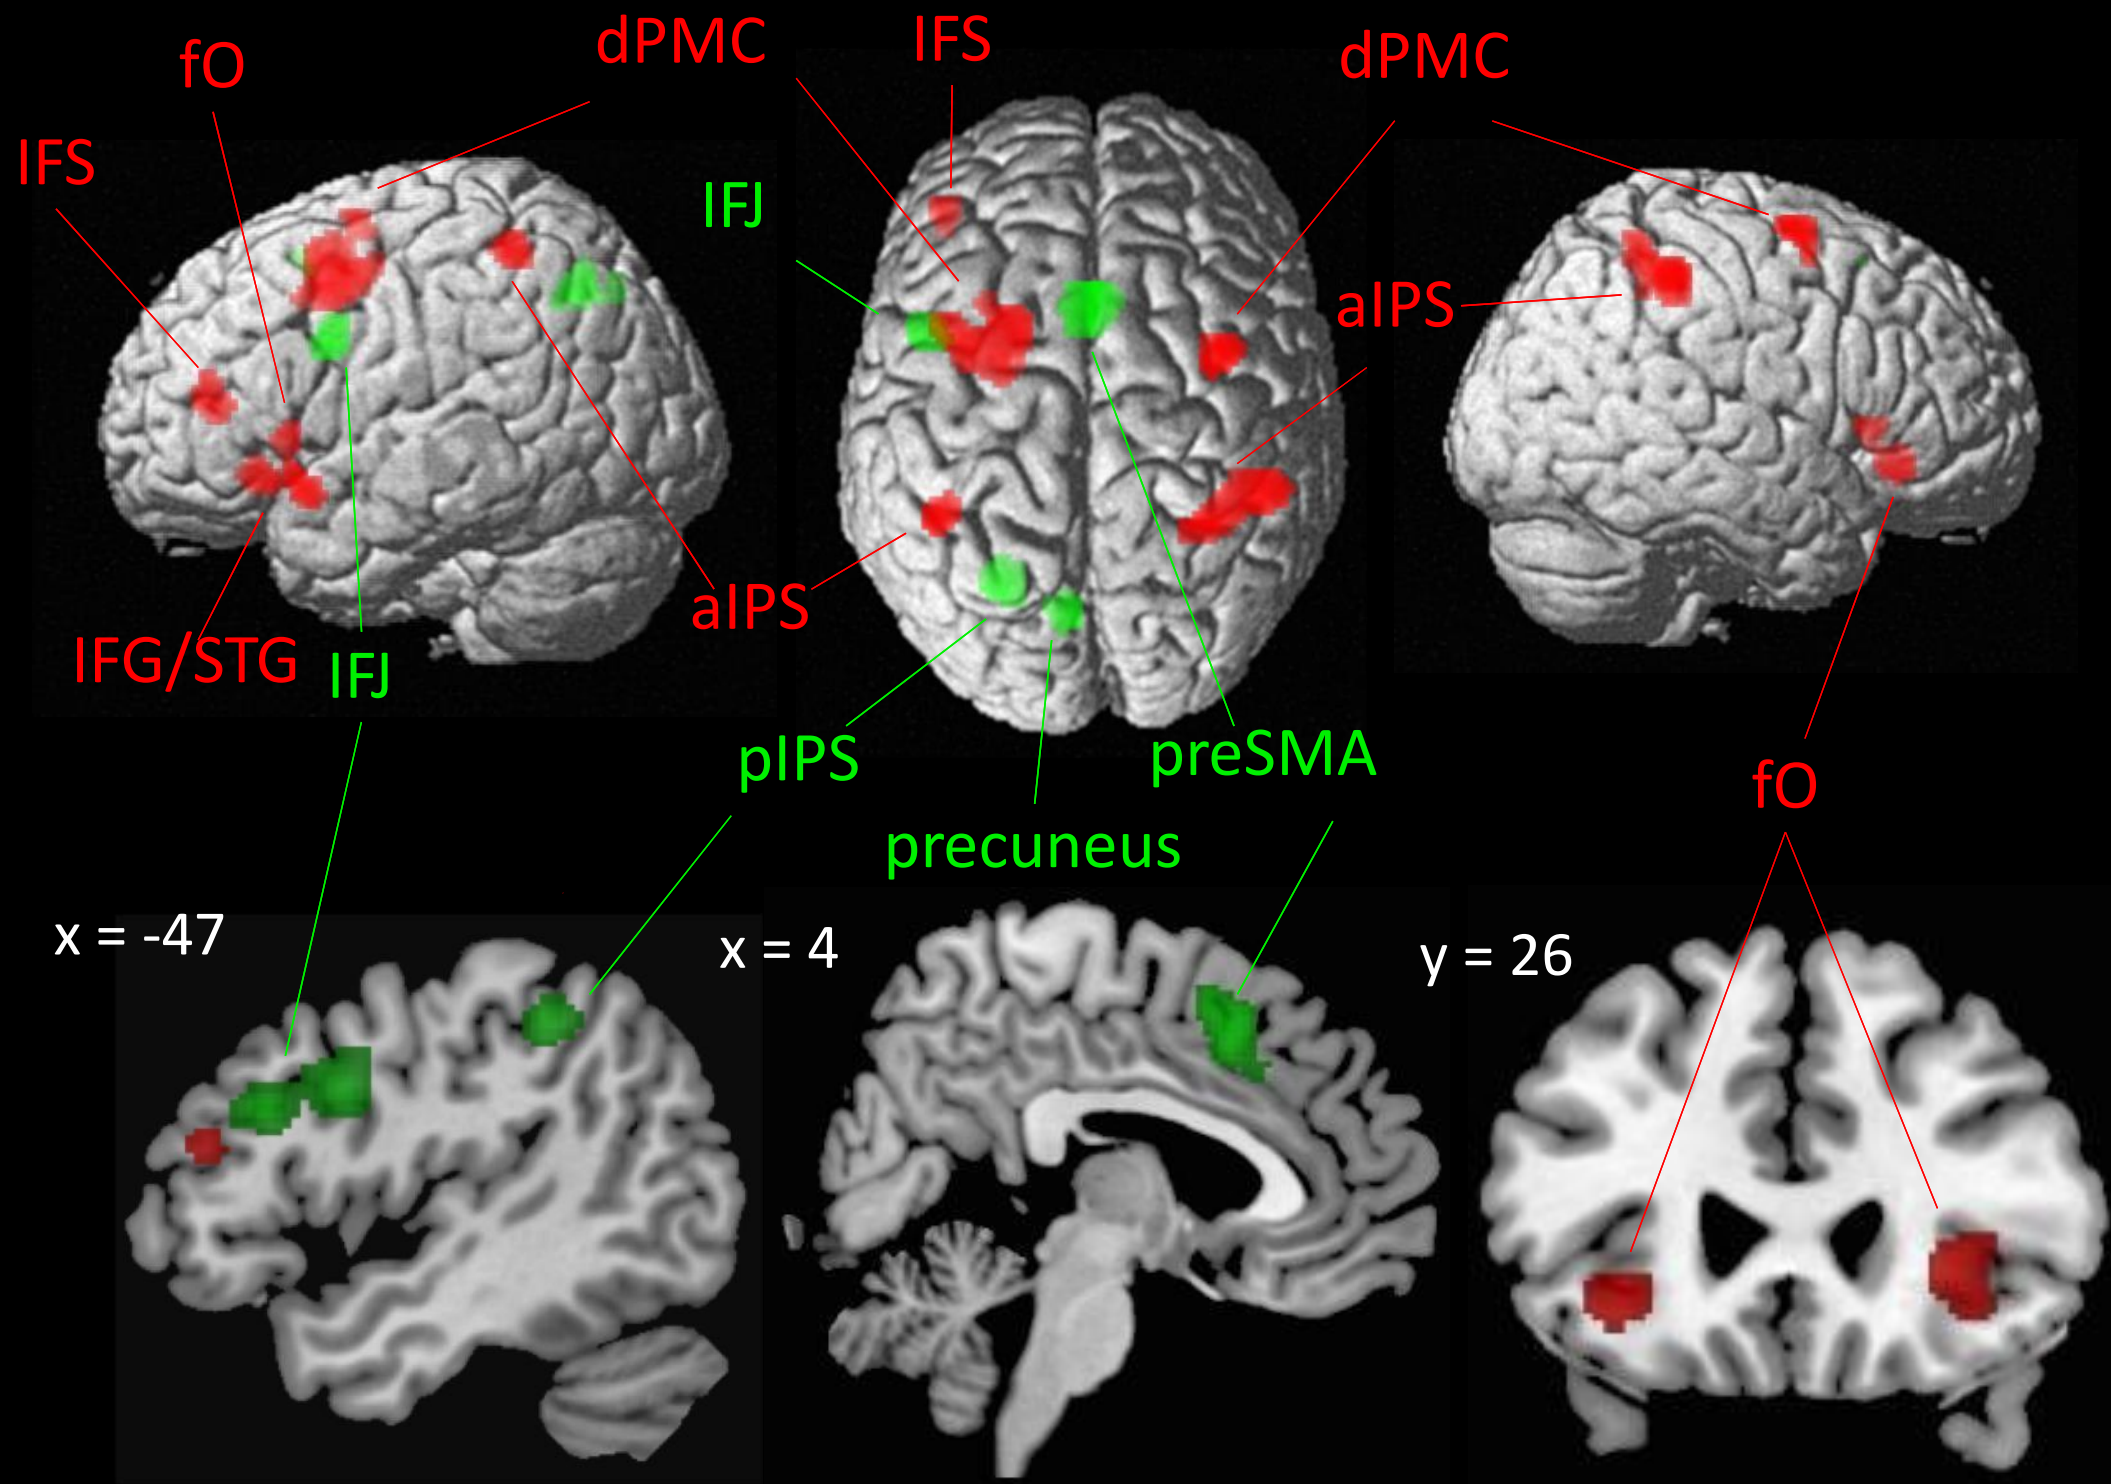 dPMC
IFS
dPMC
fO
IFS
IFJ
aIPS
aIPS
IFG/STG
IFJ
pIPS
preSMA
fO
precuneus
x = -47
x = 4
y = 26